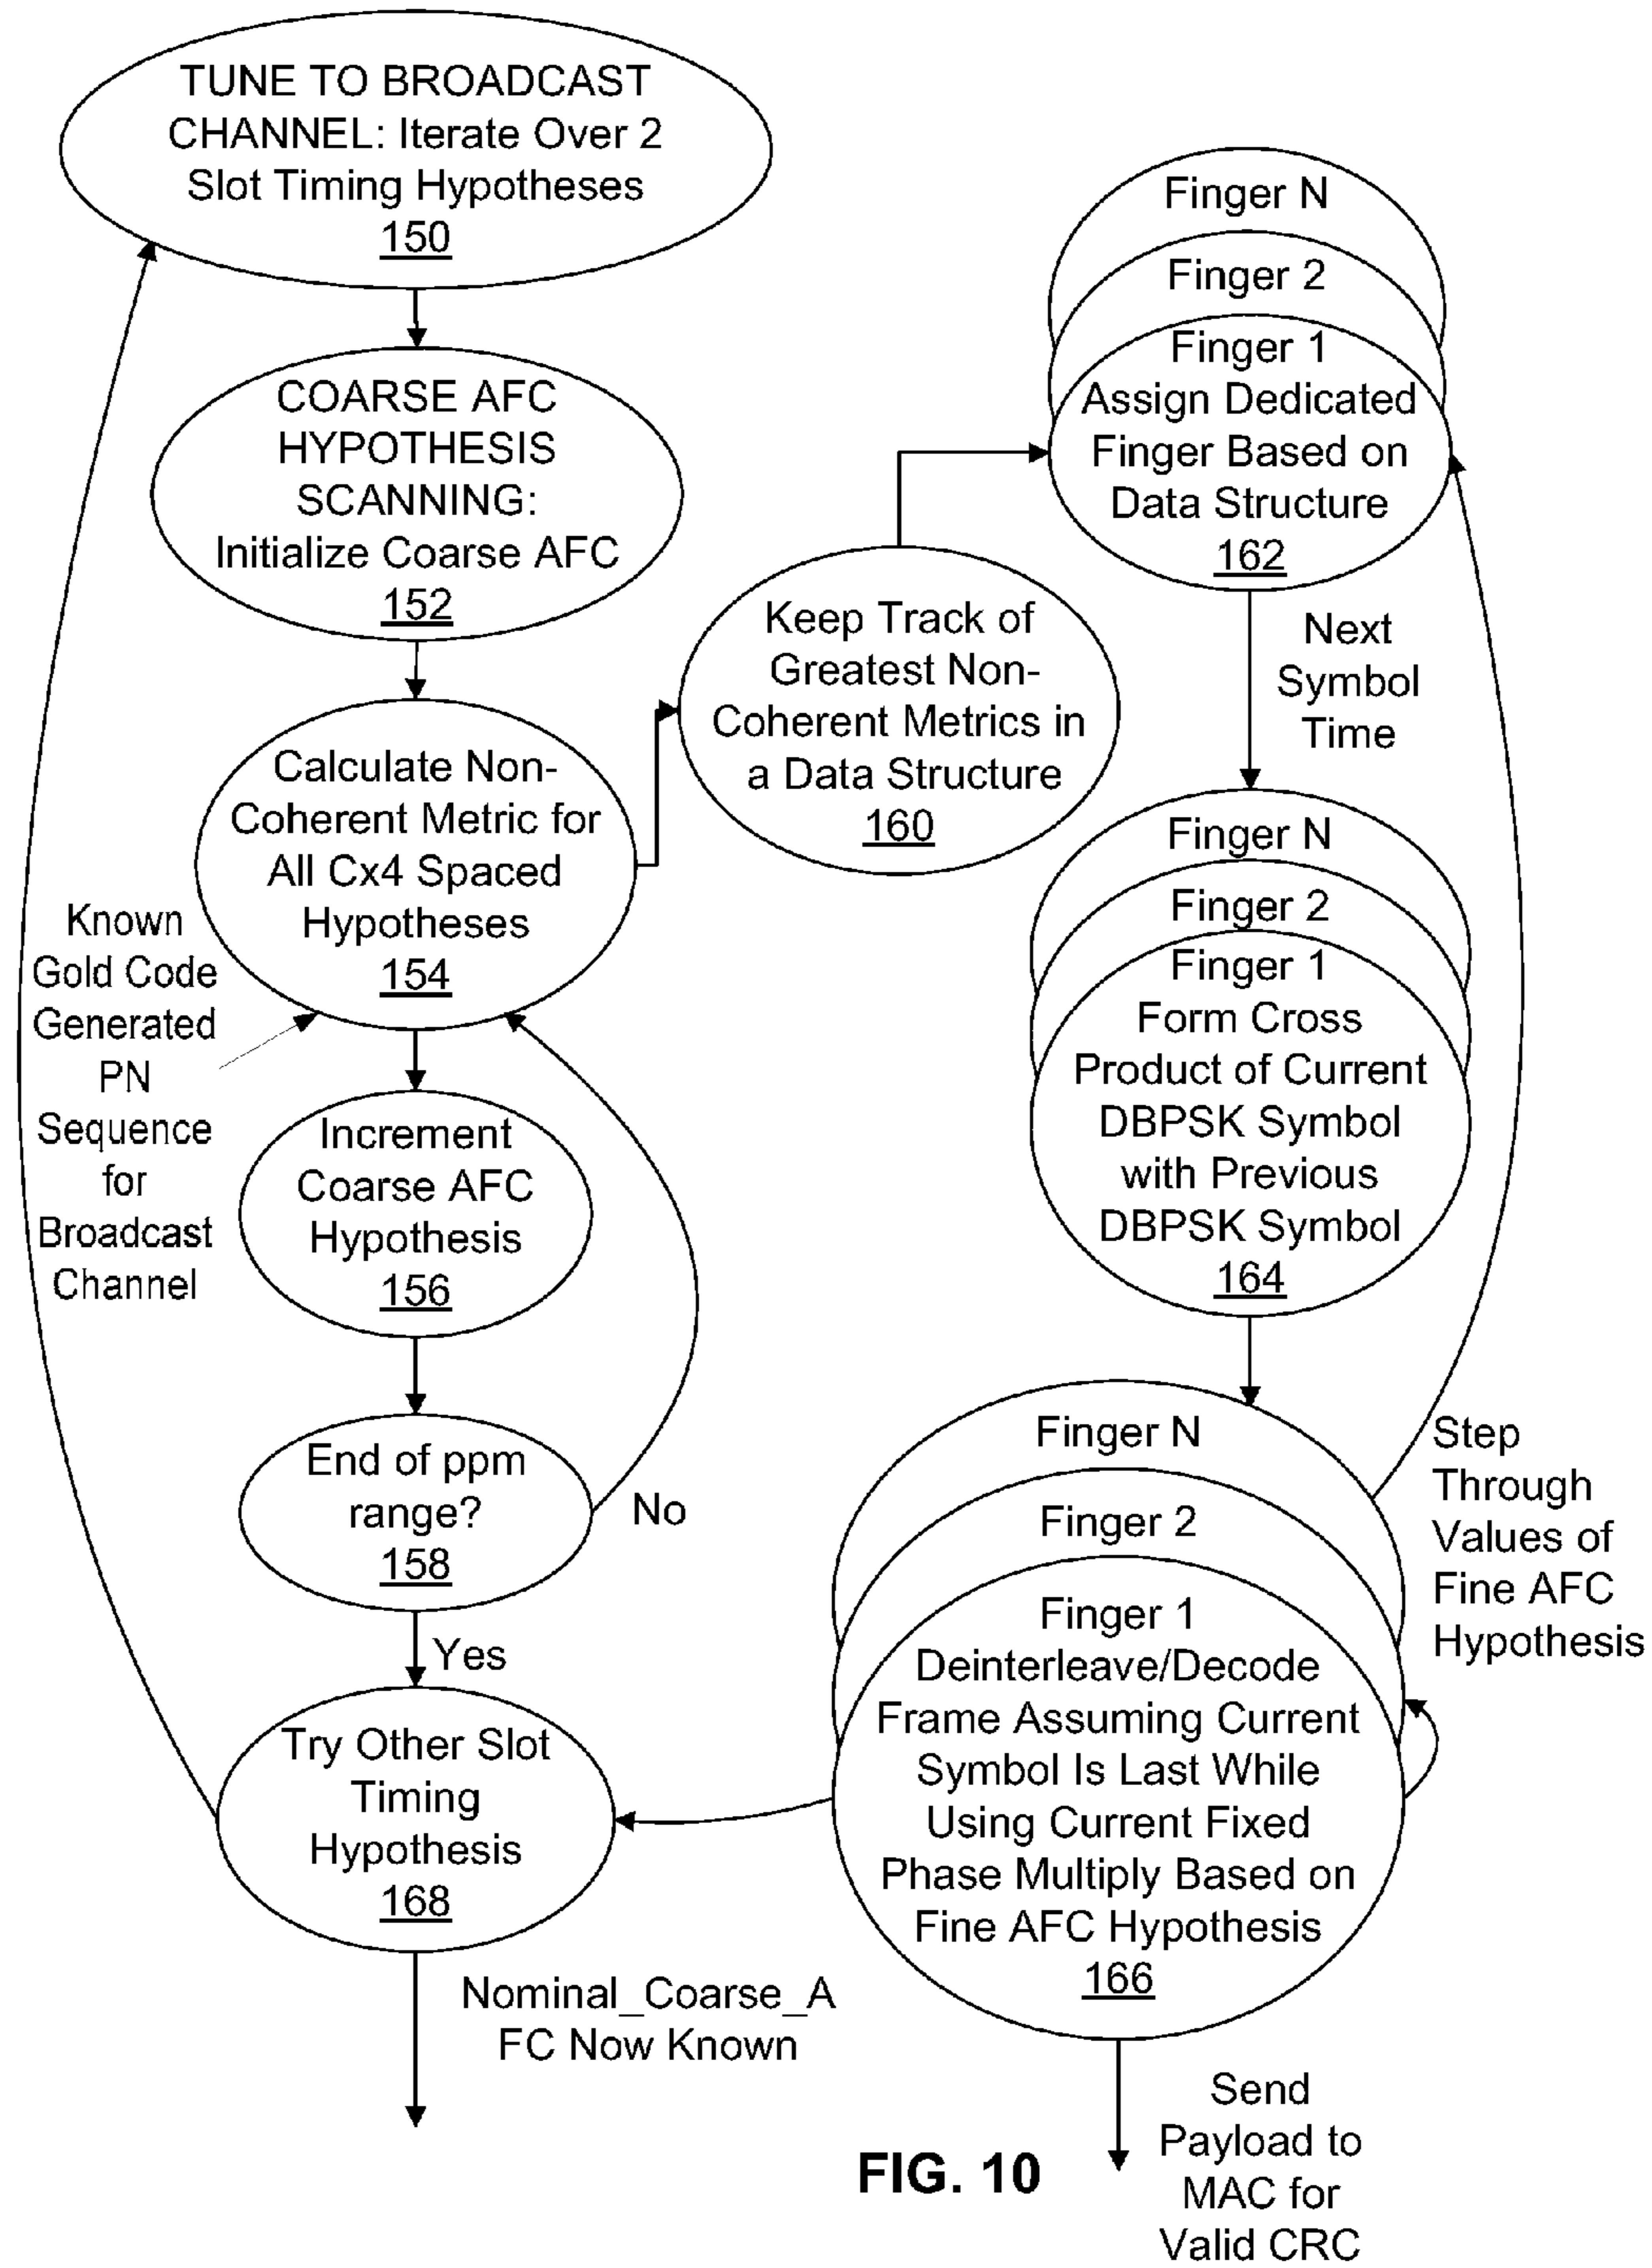 TUNE TO BROADCAST
CHANNEL: Iterate Over 2
Slot Timing Hypotheses
150
COARSE AFC
HYPOTHESIS
SCANNING:
Initialize Coarse AFC
152
Calculate Non-
Coherent Metric for
All Cx4 Spaced
Hypotheses
154
Known
Gold Code
Generated
PN
Sequence
for
Broadcast
Channel
Increment
Coarse AFC
Hypothesis
156
End of ppm
range?
158
No
Yes
Try Other Slot
Timing
Hypothesis
168
Nominal_Coarse_A
FC Now Known
Keep Track of
Greatest Non-
Coherent Metrics in
a Data Structure
160
Finger N
Finger 2
Finger 1
Assign Dedicated
Finger Based on
Data Structure
162
Next
Symbol
Time
Finger N
Finger 2
Finger 1
Form Cross
Product of Current
DBPSK Symbol
with Previous
DBPSK Symbol
164
Finger N
Finger 2
Finger 1
Deinterleave/Decode
Frame Assuming Current
Symbol Is Last While
Using Current Fixed
Phase Multiply Based on
Fine AFC Hypothesis
166
Step
Through
Values of
Fine AFC
Hypothesis
Send
Payload to
MAC for
Valid CRC
FIG. 10